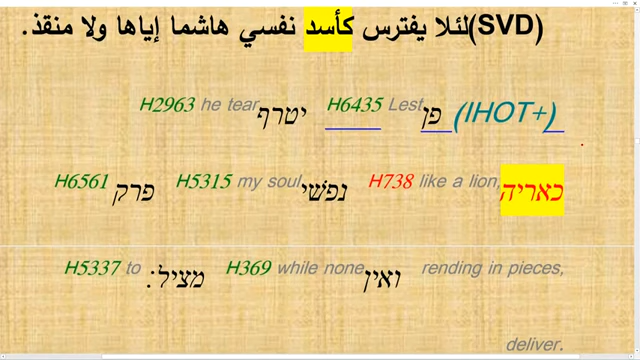 (SVD)لئلا يفترس كأسد نفسي هاشما إياها ولا منقذ.
(IHOT+) פן H6435 Lest יטרף H2963 he tear
כאריה H738 like a lion, נפשׁי H5315 my soul פרק H6561
rending in pieces, ואין H369 while none מציל׃ H5337 to
deliver.